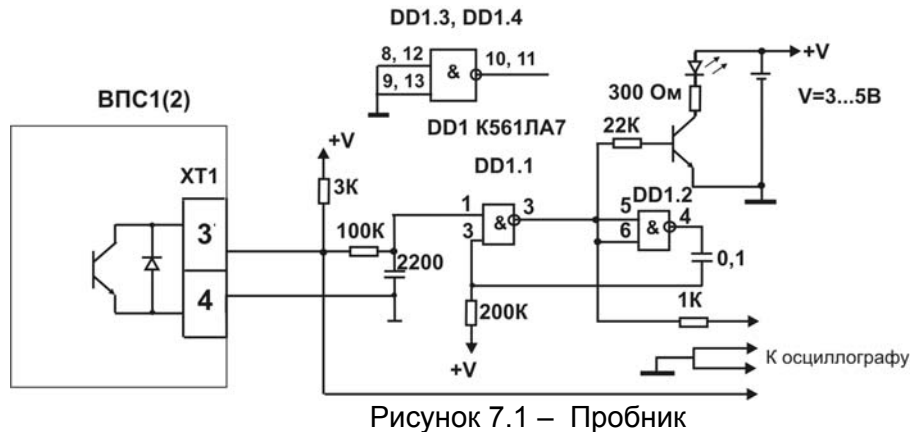 DD1.3, DD1.4
8, 12
9, 13
&
10, 11
+V
V=3...5В
300 Ом
ВПС1(2)
DD1 К561ЛА7
22К
+V
DD1.1
XT1
3К
DD1.2
3
100К
1
3
&
3
5
6
&
4
2200
0,1
4
200К
1К
+V
К осциллографу
Рисунок 7.1 – Пробник